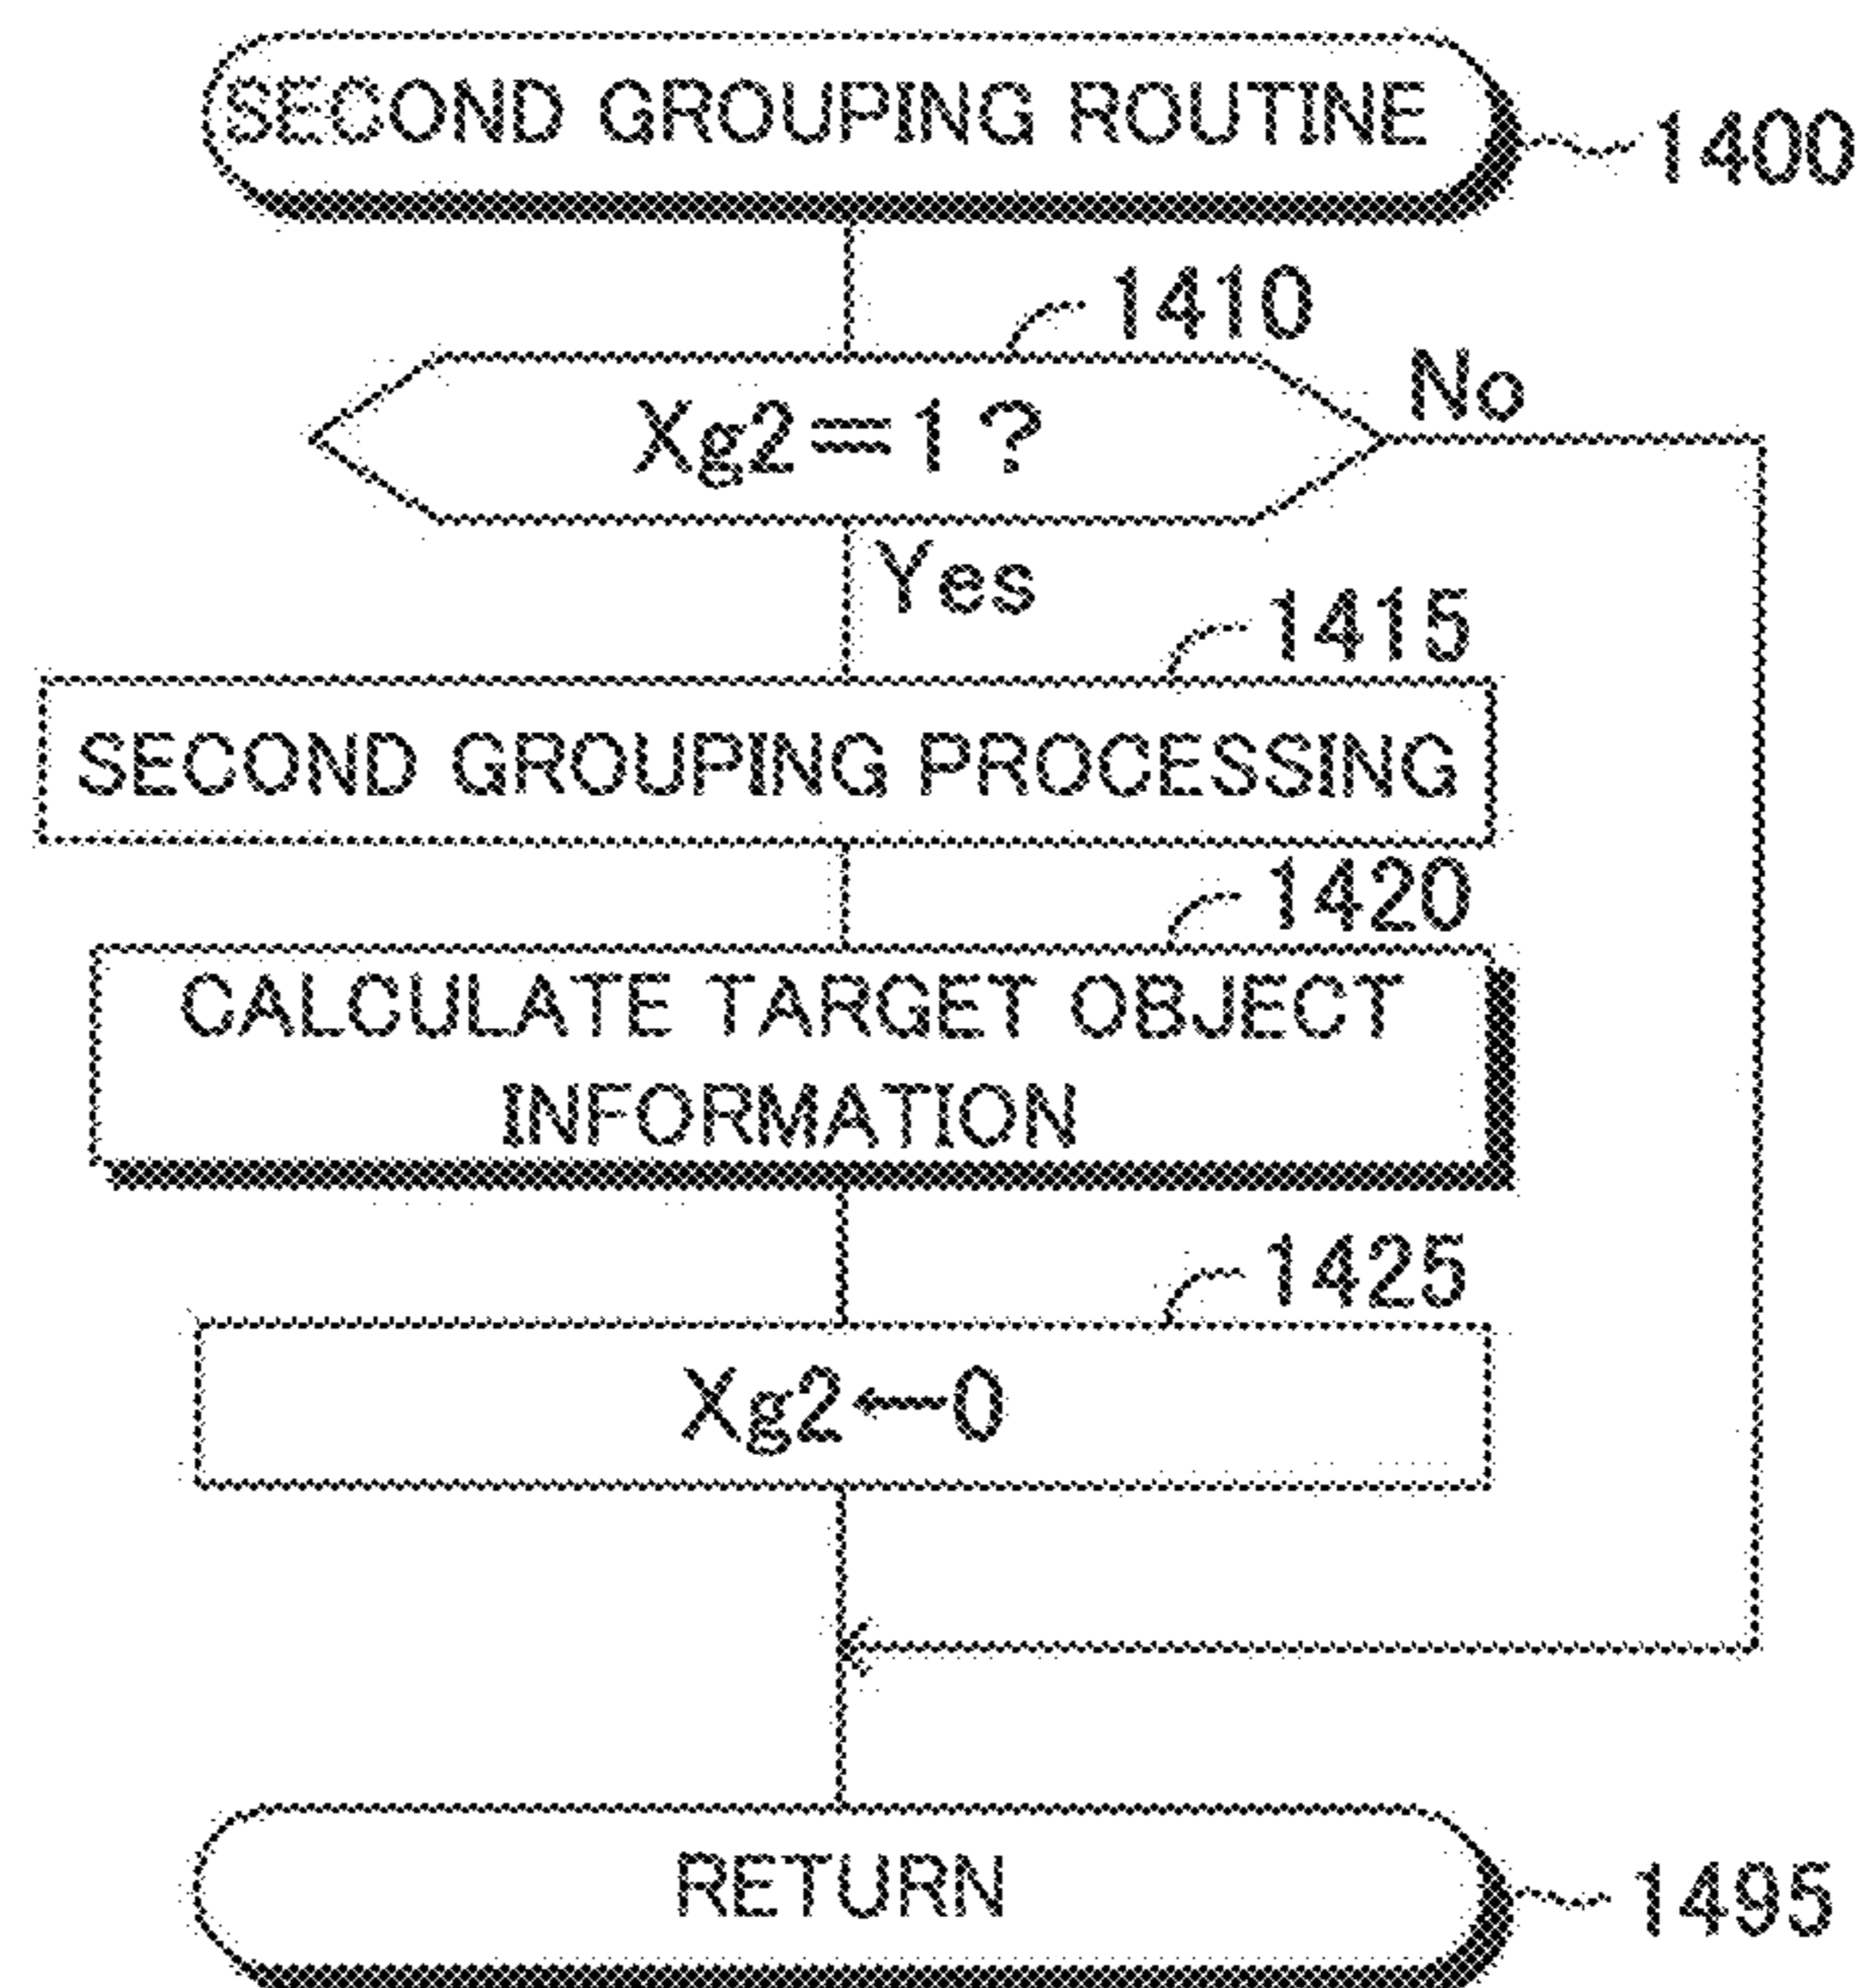 SECOND GROUPING ROUTINE
1400
1410
Xg2=1?
No
Yes
1415
SECOND GROUPING PROCESSING
1420
CALCULATE TARGET OBJECT
INFORMATION
1425
Xg2←0
RETURN
1495